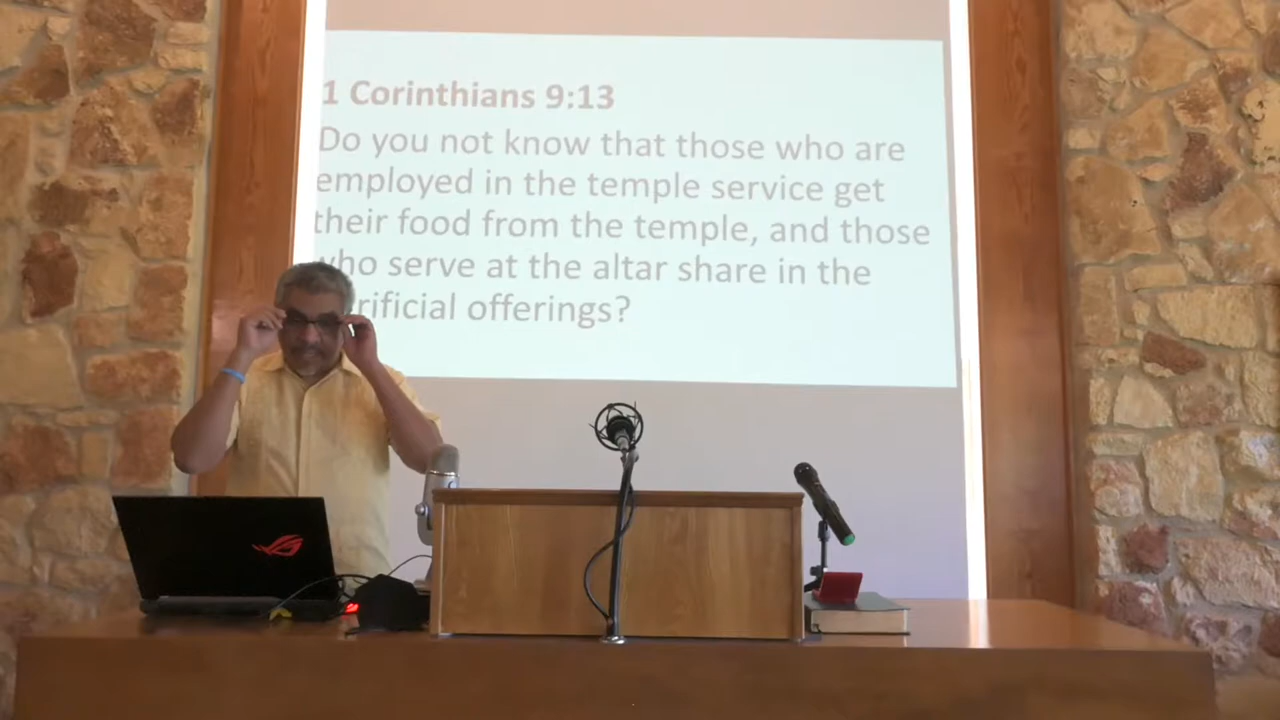 1 Corinthians 9:13
Do you not know that those who are
employed in the temple service get
their food from the temple, and those
who serve at the altar share in the
offerings?